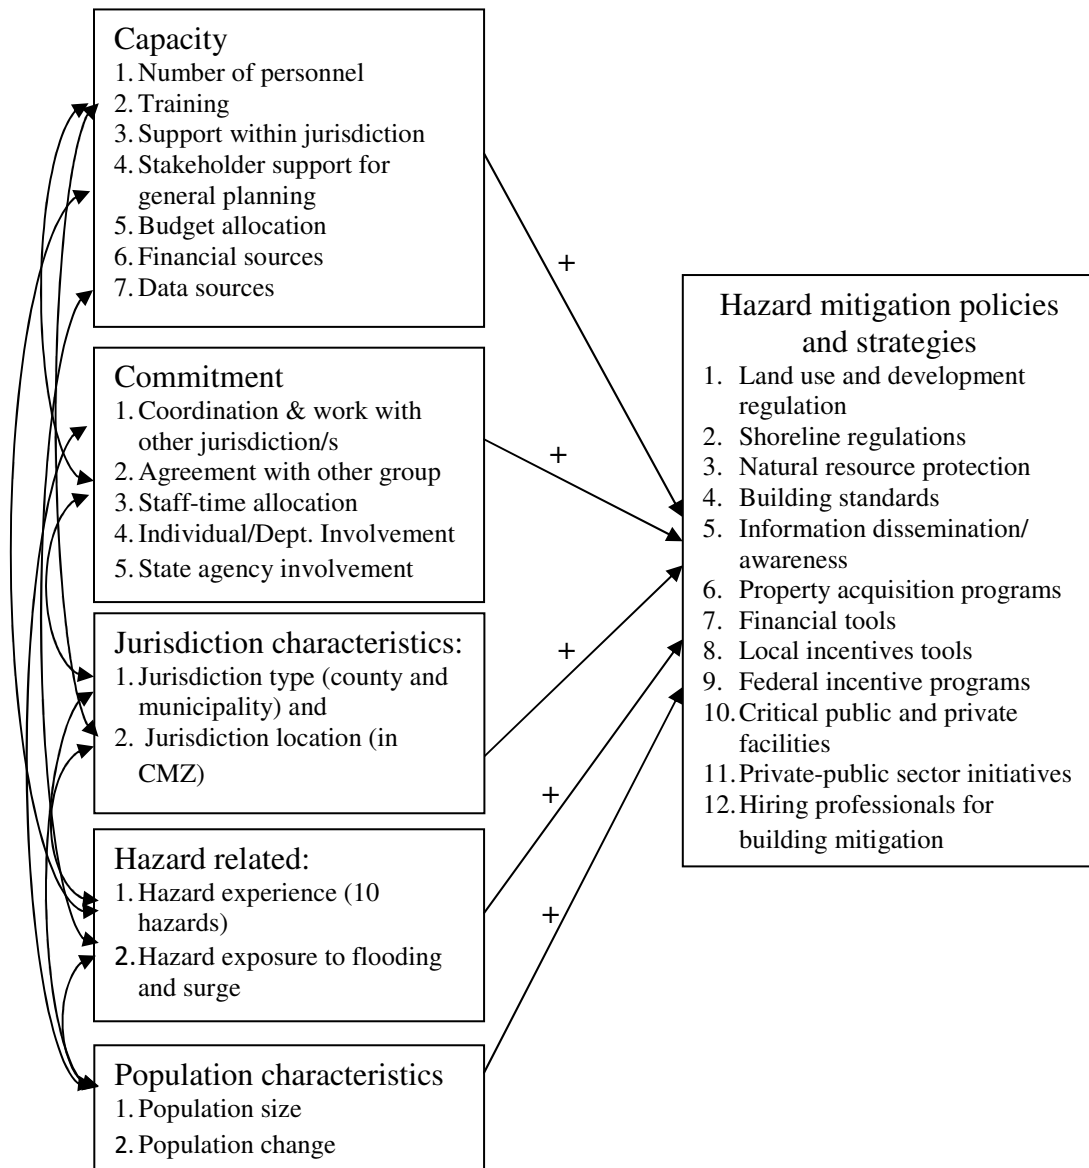 Capacity
1. Number of personnel
2. Training
3. Support within jurisdiction
4. Stakeholder support for
general planning
5. Budget allocation
6. Financial sources
7. Data sources
Commitment
1. Coordination & work with
other jurisdiction/s
2. Agreement with other group
3. Staff-time allocation
4. Individual/Dept. Involvement
5. State agency involvement
Jurisdiction characteristics:
1. Jurisdiction type (county and
municipality) and
2. Jurisdiction location (in
CMZ)
Hazard related:
1. Hazard experience (10
hazards)
2. Hazard exposure to flooding
and surge
Population characteristics
1. Population size
2. Population change
+
+
+
+
+
Hazard mitigation policies
and strategies
1. Land use and development
regulation
2. Shoreline regulations
3. Natural resource protection
4. Building standards
5. Information dissemination/
awareness
6. Property acquisition programs
7. Financial tools
8. Local incentives tools
9. Federal incentive programs
10. Critical public and private
facilities
11. Private-public sector initiatives
12. Hiring professionals for
building mitigation